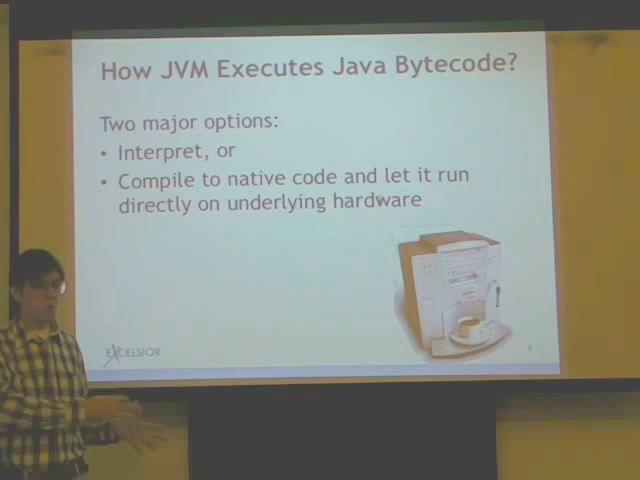 How JVM Executes Java Bytecode?
Two major options:
• Interpret, or
• Compile to native code and let it run
directly on underlying hardware
EXCELSIOR